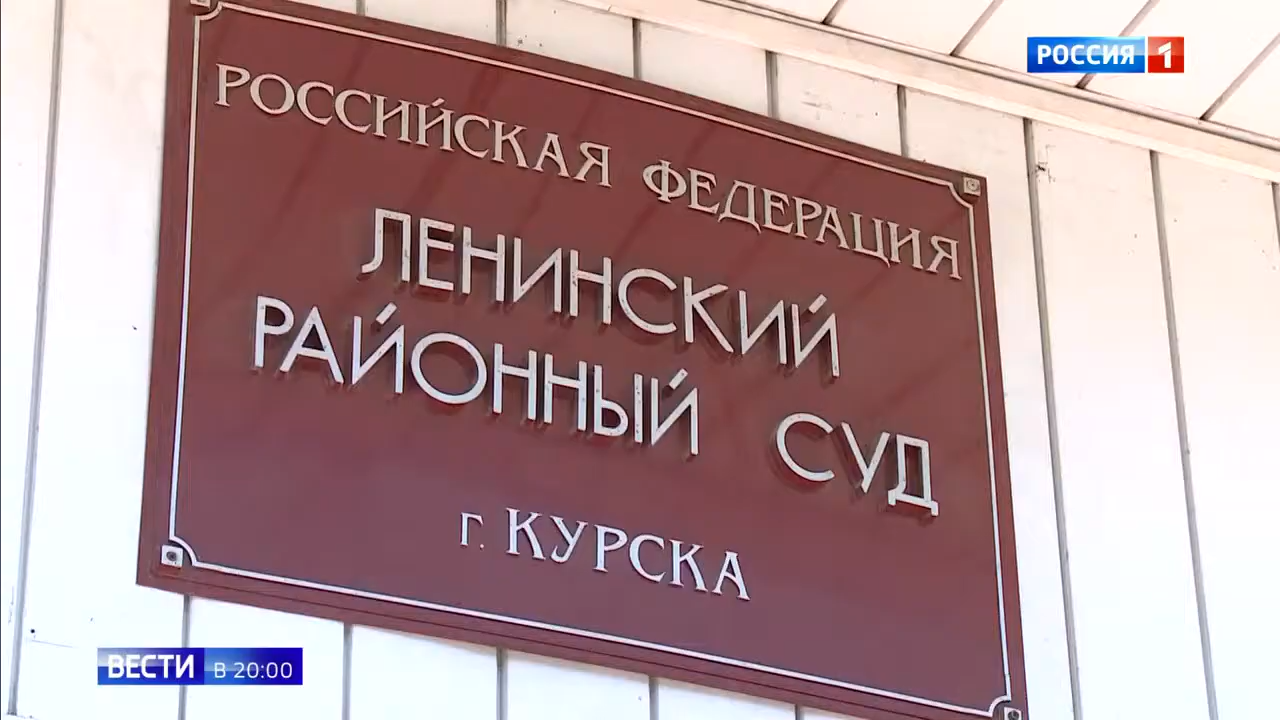 РОССИЯ 1
РОССИЙСКАЯ ФЕДЕРАЦИЯ
ЛЕНИНСКИЙ
РАЙОННЫЙ СУД
г. КУРСКА
ВЕСТИ В 20:00